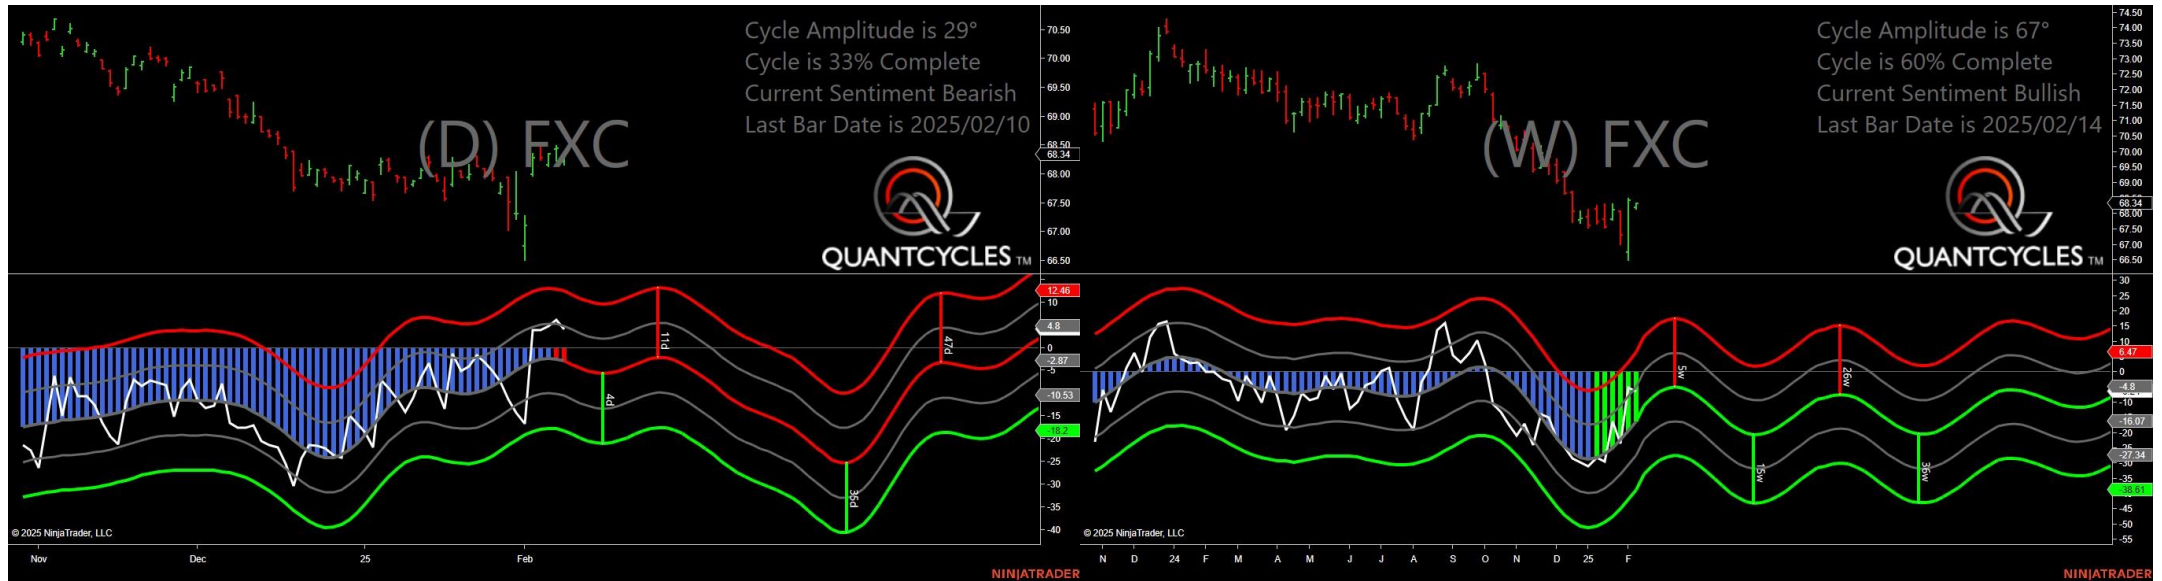 Cycle Amplitude is 29°
Cycle is 33% Complete
Current Sentiment Bearish
Last Bar Date is 2025/02/10
(D) FXC
QUANTCYCLES TM
70.50
70.00
69.50
69.00
68.50
68.34
68.00
67.50
67.00
66.50
12.46
10
4.8
0
-2.87
-5
-10.53
-15
-18.2
-20
-25
-30
-35
-40
11d
4d
35d
47d
© 2025 NinjaTrader, LLC
Nov Dec 25 Feb
NINJATRADER
Cycle Amplitude is 67°
Cycle is 60% Complete
Current Sentiment Bullish
Last Bar Date is 2025/02/14
(W) FXC
QUANTCYCLES TM
74.50
74.00
73.50
73.00
72.50
72.00
71.50
71.00
70.50
70.00
69.50
69.00
68.34
68.00
67.50
67.00
66.50
30
25
20
15
10
6.47
0
-4.8
-10
-16.07
-20
-27.34
-30
-35
-38.61
-45
-50
-55
5w
15w
26w
36w
© 2025 NinjaTrader, LLC
N D 24 F M A M J J A S O N D 25 F
NINJATRADER